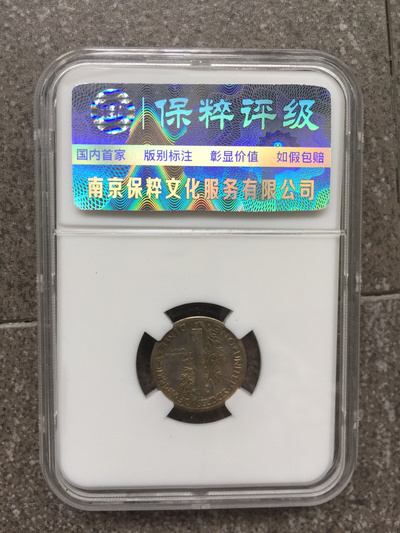 保粹评级
国内首家 版别标注 彰显价值 如假包赔
南京保粹文化服务有限公司